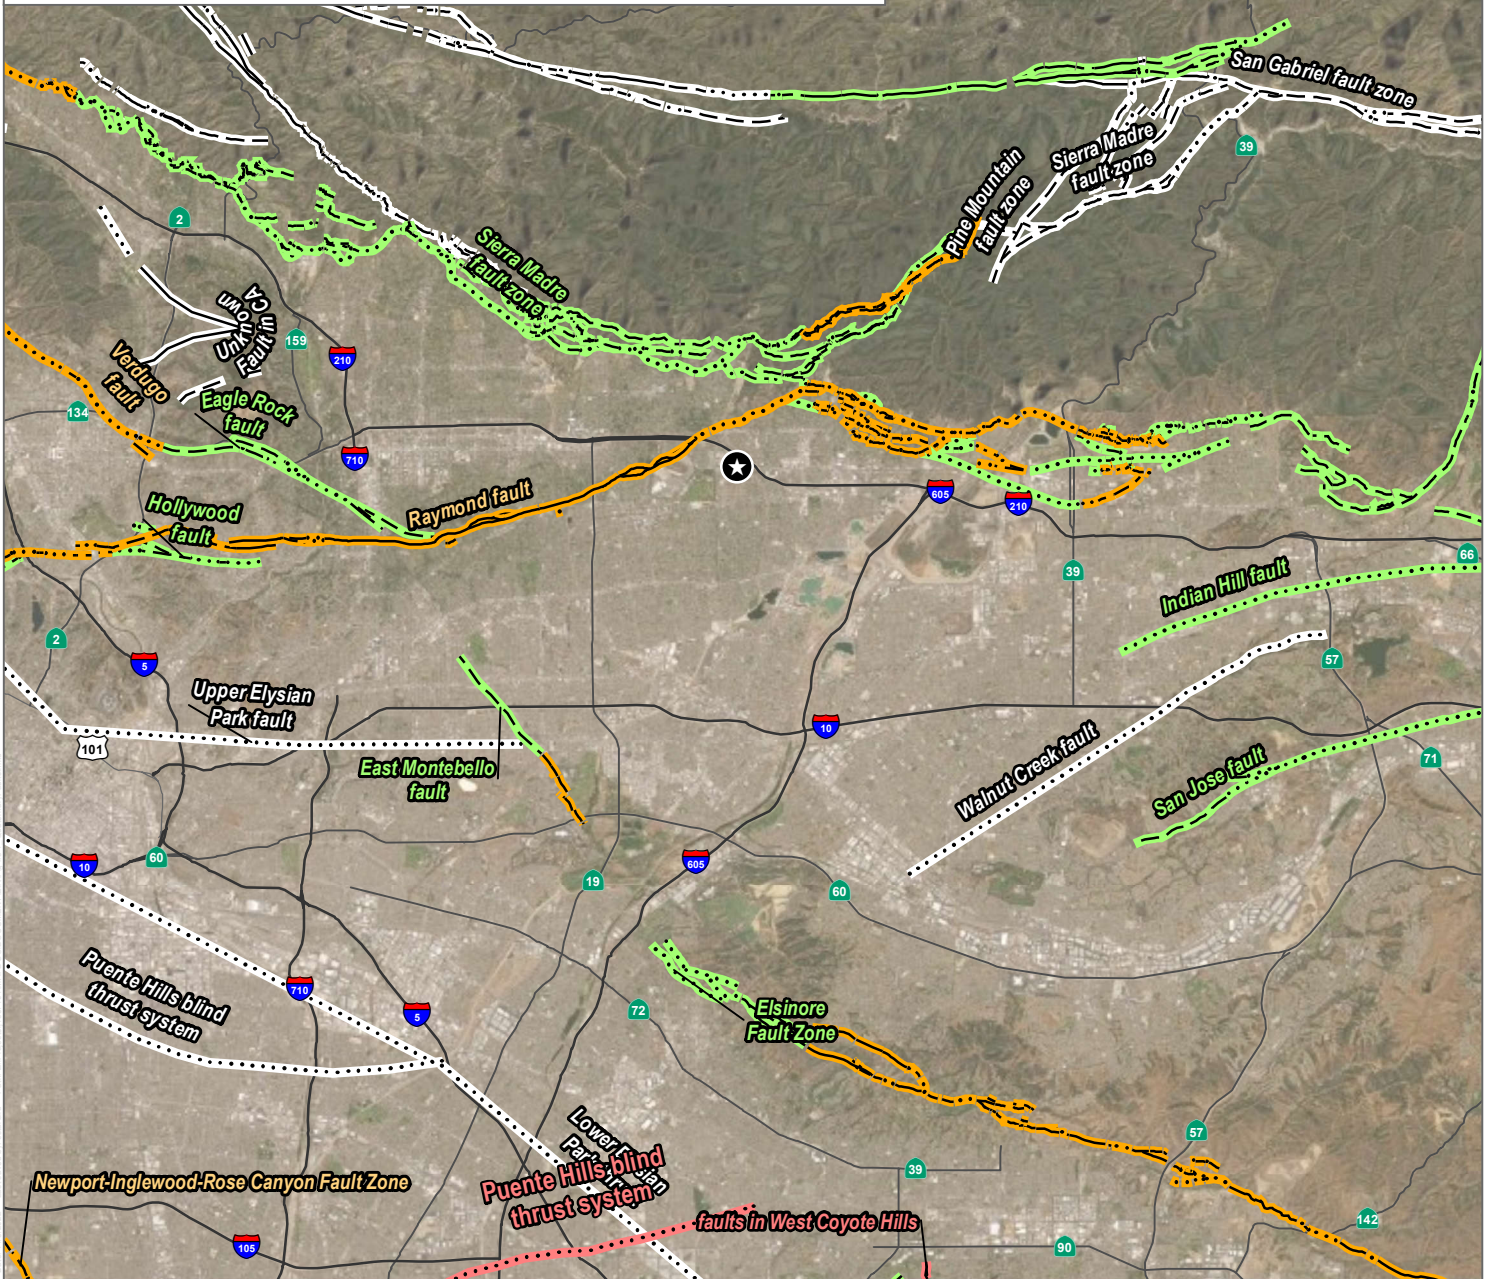 San Gabriel fault zone
Sierra Madre
fault zone
39
Pine Mountain
fault zone
2
Sierra Madre
fault zone
Unknown
Fault in
CA
159
210
Verdugo
fault
134
Eagle Rock
fault
710
Raymond fault
605
210
Hollywood
fault
66
39
Indian Hill fault
2
5
57
Upper Elysian
Park fault
101
10
East Montebello
fault
Walnut Creek fault
San Jose fault
71
10
60
605
19
60
Puente Hills blind
thrust system
710
5
72
Elsinore
Fault Zone
Lower
Puente Hills blind
thrust system
57
39
Newport-Inglewood-Rose Canyon Fault Zone
faults in West Coyote Hills
142
105
90